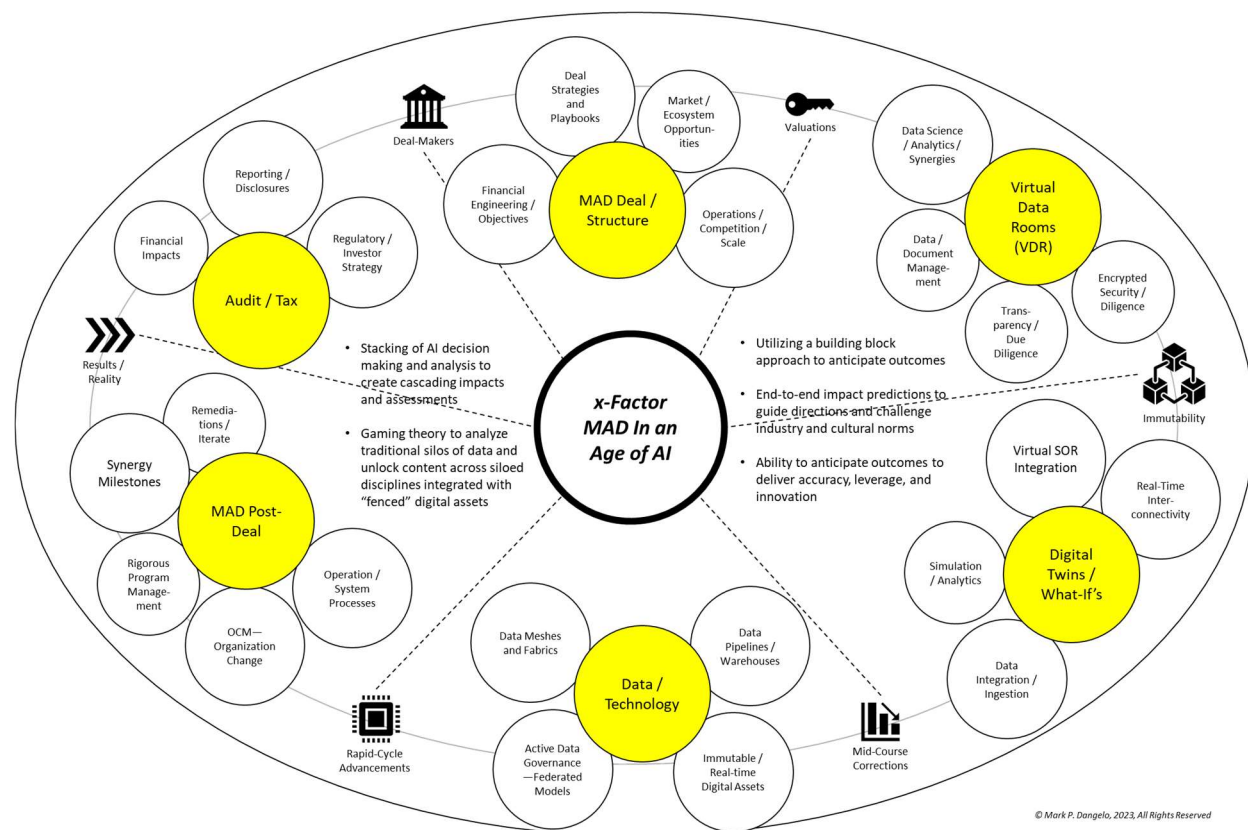 Deal
Strategies
and
Playbooks
Market /
Ecosystem
Opportun-
ities
Deal-Makers
Valuations
Data Science
/ Analytics /
Synergies
Reporting /
Disclosures
Financial
Engineering /
Objectives
MAD Deal /
Structure
Operations /
Competition /
Scale
Virtual
Data
Rooms
(VDR)
Financial
Impacts
Regulatory /
Investor
Strategy
Audit / Tax
Data /
Document
Manage-
ment
Encrypted
Security /
Diligence
Trans-
parency /
Due
Diligence
Results /
Reality
• Stacking of AI decision
making and analysis to
create cascading impacts
and assessments
• Gaming theory to analyze
traditional silos of data and
unlock content across siloed
disciplines integrated with
“fenced” digital assets
x-Factor
MAD In an
Age of AI
• Utilizing a building block
approach to anticipate outcomes
• End-to-end impact predictions to
guide directions and challenge
industry and cultural norms
• Ability to anticipate outcomes to
deliver accuracy, leverage, and
innovation
Immutability
Remedia-
tions /
Iterate
Synergy
Milestones
MAD Post-
Deal
Rigorous
Program
Manage-
ment
Operation /
System
Processes
OCM—
Organization
Change
Virtual SOR
Integration
Real-Time
Inter-
connectivity
Simulation
/ Analytics
Digital
Twins /
What-If’s
Data
Integration /
Ingestion
Data Meshes
and Fabrics
Data
Pipelines /
Warehouses
Data /
Technology
Active Data
Governance
—Federated
Models
Immutable /
Real-time
Digital Assets
Rapid-Cycle
Advancements
Mid-Course
Corrections
© Mark P. Dangelo, 2023, All Rights Reserved